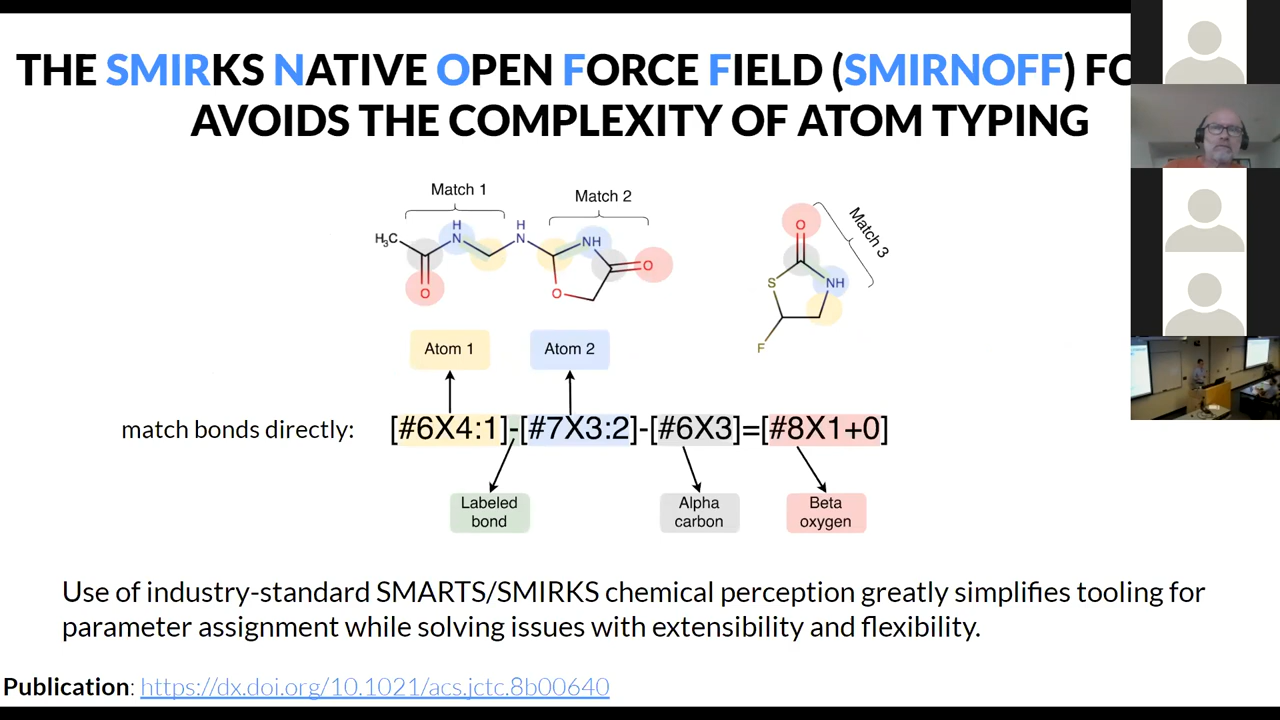 THE SMIRKS NATIVE OPEN FORCE FIELD (SMIRNOFF)
AVOIDS THE COMPLEXITY OF ATOM TYPING
Match 1
Match 2
Match 3
H3C
H
N
H
N
NH
O
O
O
O
S
NH
F
Atom 1
Atom 2
match bonds directly: [#6X4:1]-[#7X3:2]-[#6X3]=[#8X1+0]
Labeled
bond
Alpha
carbon
Beta
oxygen
Use of industry-standard SMARTS/SMIRKS chemical perception greatly simplifies tooling for
parameter assignment while solving issues with extensibility and flexibility.
Publication: https://dx.doi.org/10.1021/acs.jctc.8b00640